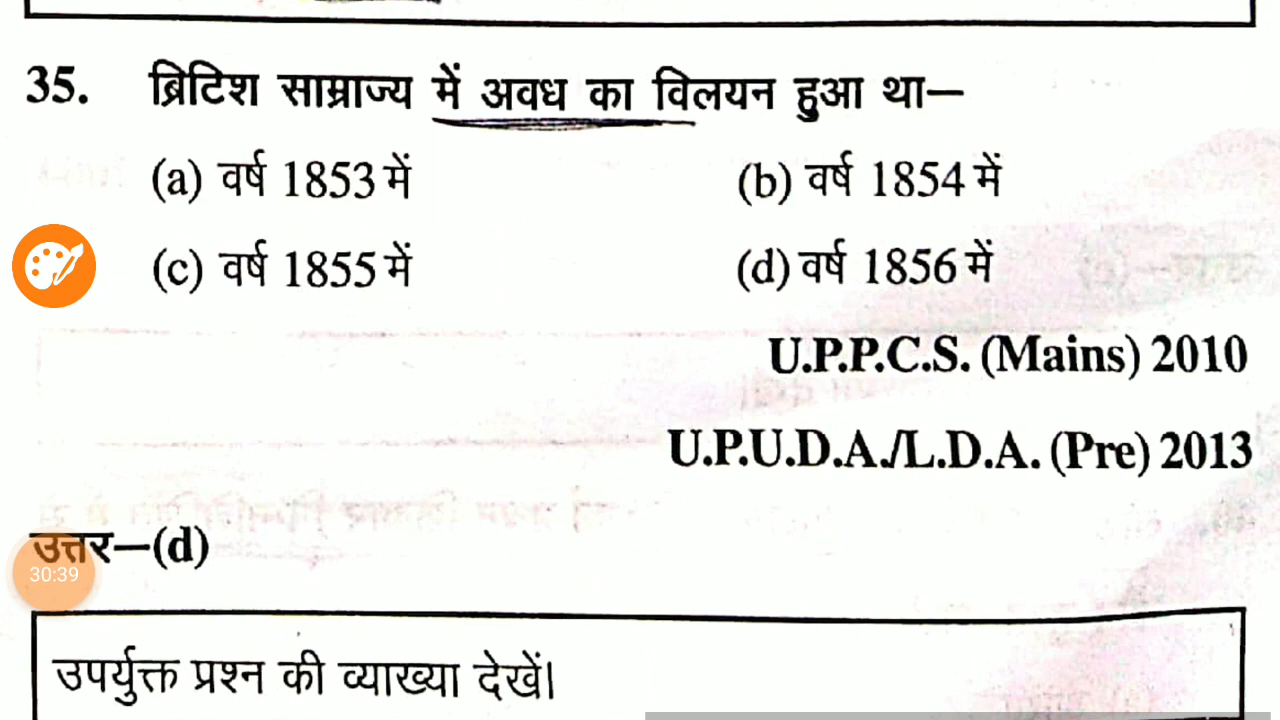 35. ब्रिटिश साम्राज्य में अवध का विलयन हुआ था—
(a) वर्ष 1853 में (b) वर्ष 1854 में
(c) वर्ष 1855 में (d) वर्ष 1856 में
U.P.P.C.S. (Mains) 2010
U.P.U.D.A./L.D.A. (Pre) 2013
उत्तर—(d)
30:39
उपर्युक्त प्रश्न की व्याख्या देखें।